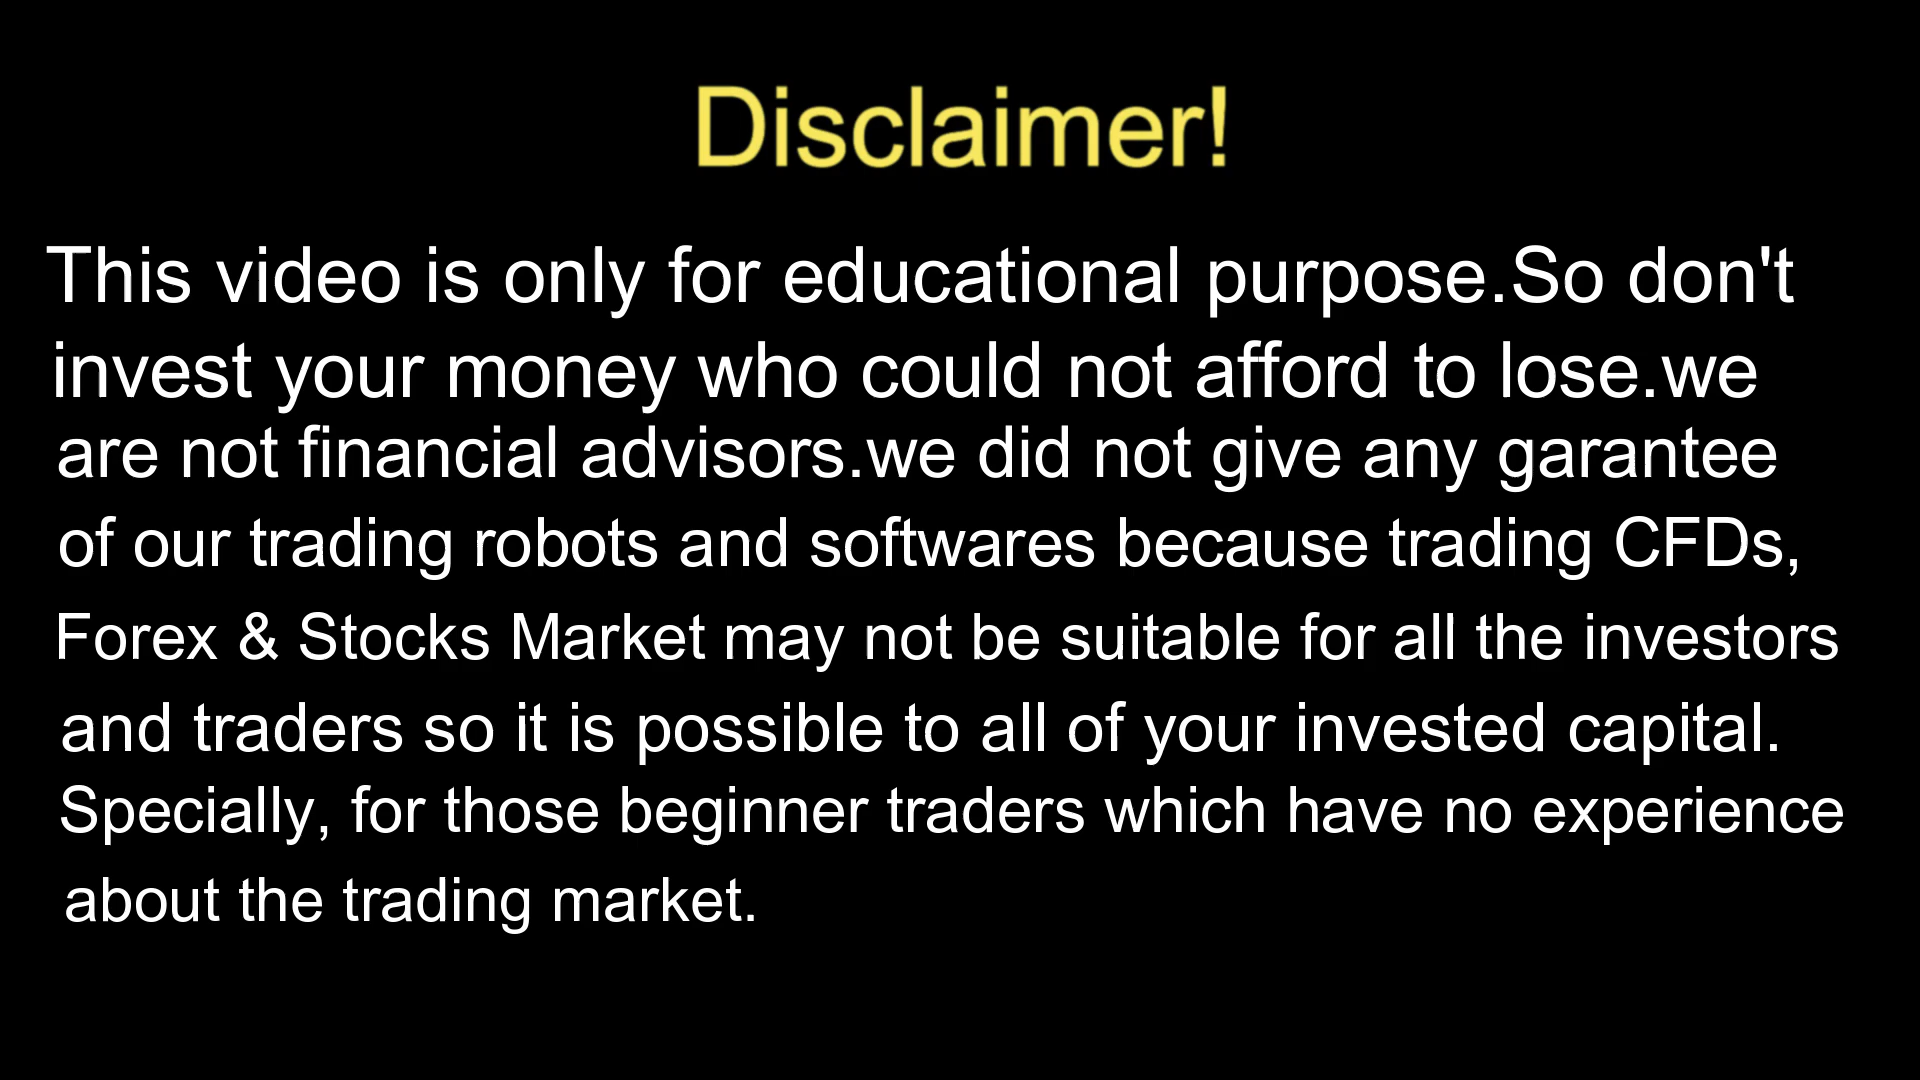 Disclaimer!
This video is only for educational purpose.So don't
invest your money who could not afford to lose.we
are not financial advisors.we did not give any garantee
of our trading robots and softwares because trading CFDs,
Forex & Stocks Market may not be suitable for all the investors
and traders so it is possible to all of your invested capital.
Specially, for those beginner traders which have no experience
about the trading market.